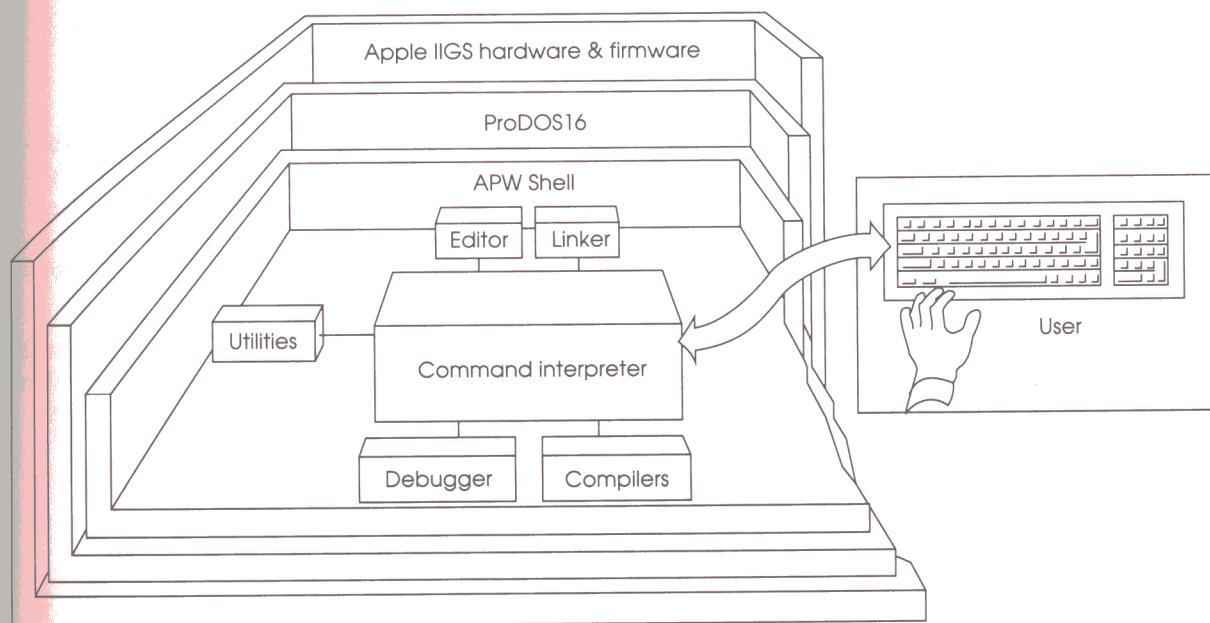 Apple IIGS hardware & firmware
ProDOS16
APW Shell
Editor
Linker
Utilities
Command interpreter
User
Debugger
Compilers